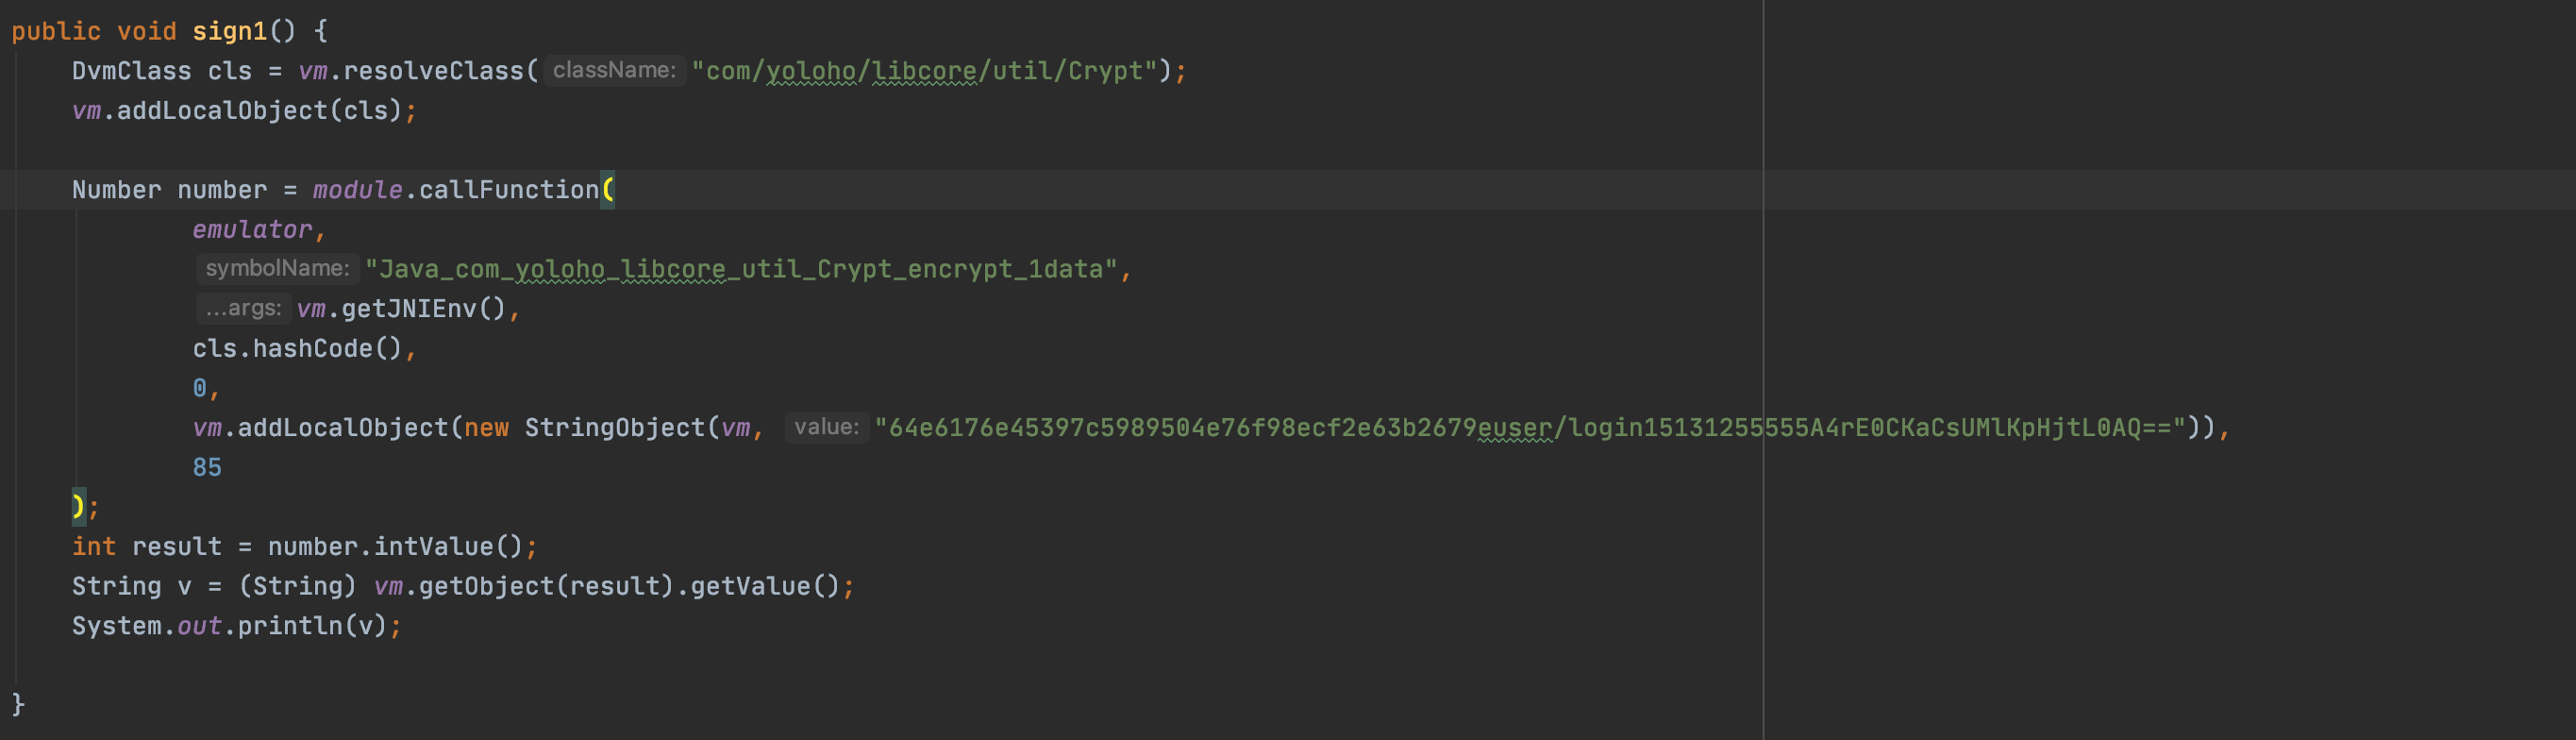 public void sign1() {
DvmClass cls = vm.resolveClass( className: "com/yoloho/libcore/util/Crypt");
vm.addLocalObject(cls);
Number number = module.callFunction(
emulator,
symbolName: "Java_com_yoloho_libcore_util_Crypt_encrypt_1data",
...args: vm.getJNIEnv(),
cls.hashCode(),
0,
vm.addLocalObject(new StringObject(vm, value: "64e6176e45397c5989504e76f98ecf2e63b2679euser/login15131255555A4rE0CKaCsUMlKpHjtL0AQ==")),
85
);
int result = number.intValue();
String v = (String) vm.getObject(result).getValue();
System.out.println(v);
}